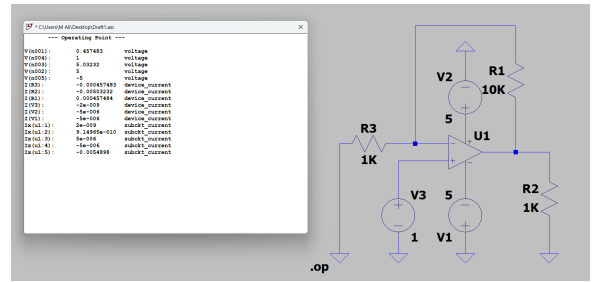 * C:\Users\M Ali\Desktop\Draft1.asc
--- Operating Point ---
V(n001): 0.457483 voltage
V(n004): 1 voltage
V(n003): 5.03232 voltage
V(n002): 5 voltage
V(n005): -5 voltage
I(R3): -0.000457483 device_current
I(R2): -0.00503232 device_current
I(R1): 0.000457484 device_current
I(V3): -2e-009 device_current
I(V2): -5e-006 device_current
I(V1): -5e-006 device_current
Ix(u1:1): 2e-009 subckt_current
Ix(u1:2): 9.14965e-010 subckt_current
Ix(u1:3): 5e-006 subckt_current
Ix(u1:4): -5e-006 subckt_current
Ix(u1:5): -0.0054898 subckt_current
V2
5
R1
10K
R3
1K
U1
R2
1K
V3
1
5
V1
.op